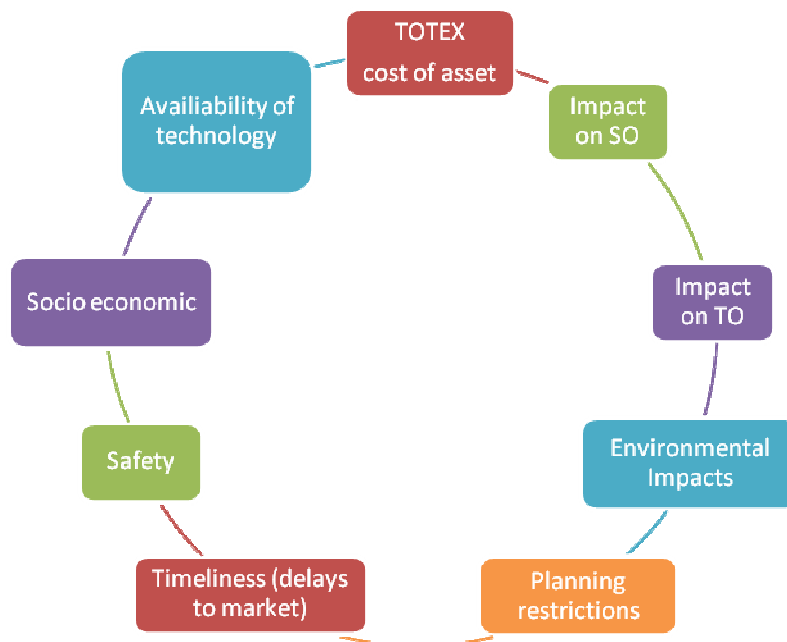 TOTEX
cost of asset
Impact
on SO
Impact
on TO
Environmental
Impacts
Planning
restrictions
Timeliness (delays
to market)
Safety
Socio economic
Availiability of
technology